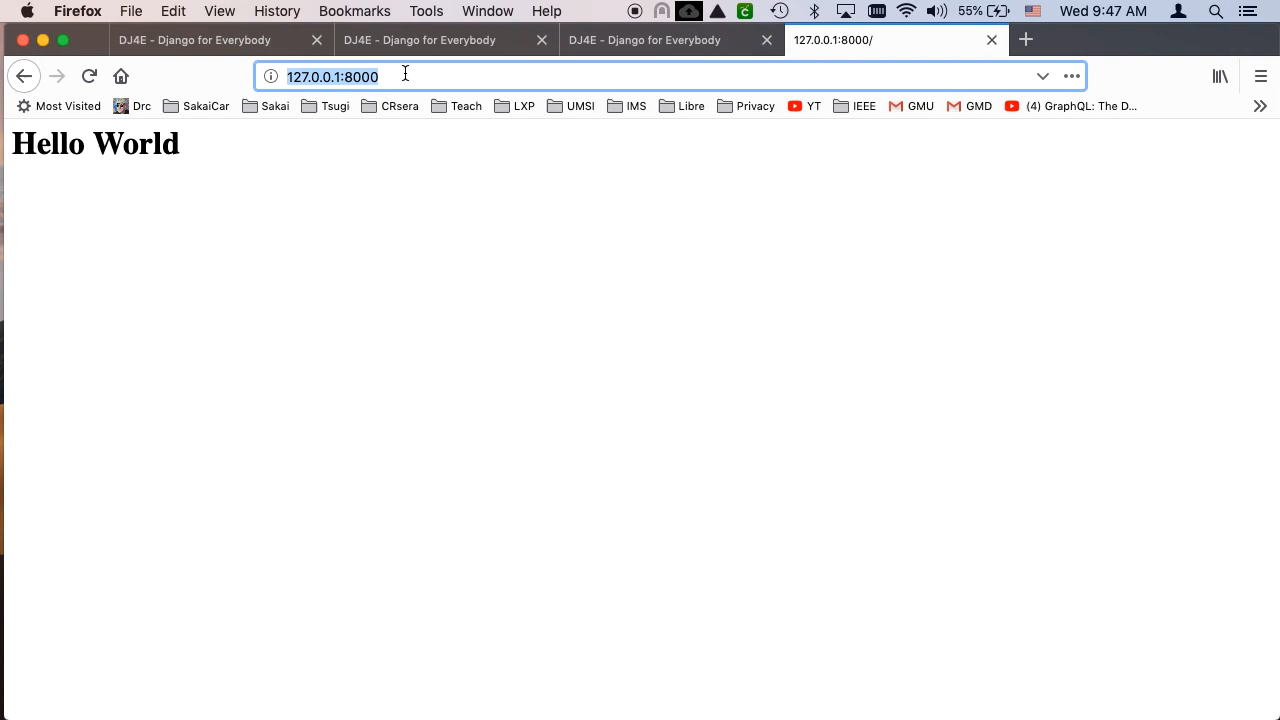 Firefox File Edit View History Bookmarks Tools Window Help 55% Wed 9:47 AM
DJ4E - Django for Everybody DJ4E - Django for Everybody DJ4E - Django for Everybody 127.0.0.1:8000/
127.0.0.1:8000
Most Visited Drc SakaiCar Sakai Tsugi CRsera Teach LXP UMSI IMS Libre Privacy YT IEEE GMU GMD (4) GraphQL: The D...
Hello World